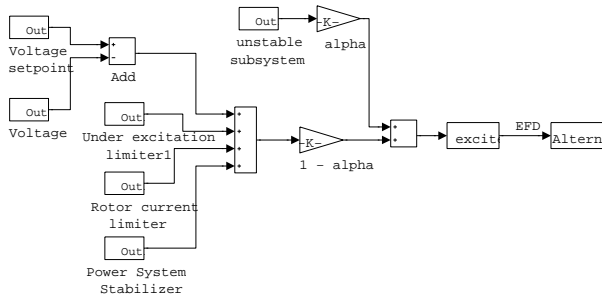 Out
Voltage
setpoint
+
-
Add
Out
Voltage
Out
unstable
subsystem
-K-
alpha
Out
Under excitation
limiter1
Out
Rotor current
limiter
Out
Power System
Stabilizer
+
+
+
+
-K-
1 - alpha
+
+
excit
EFD
Altern